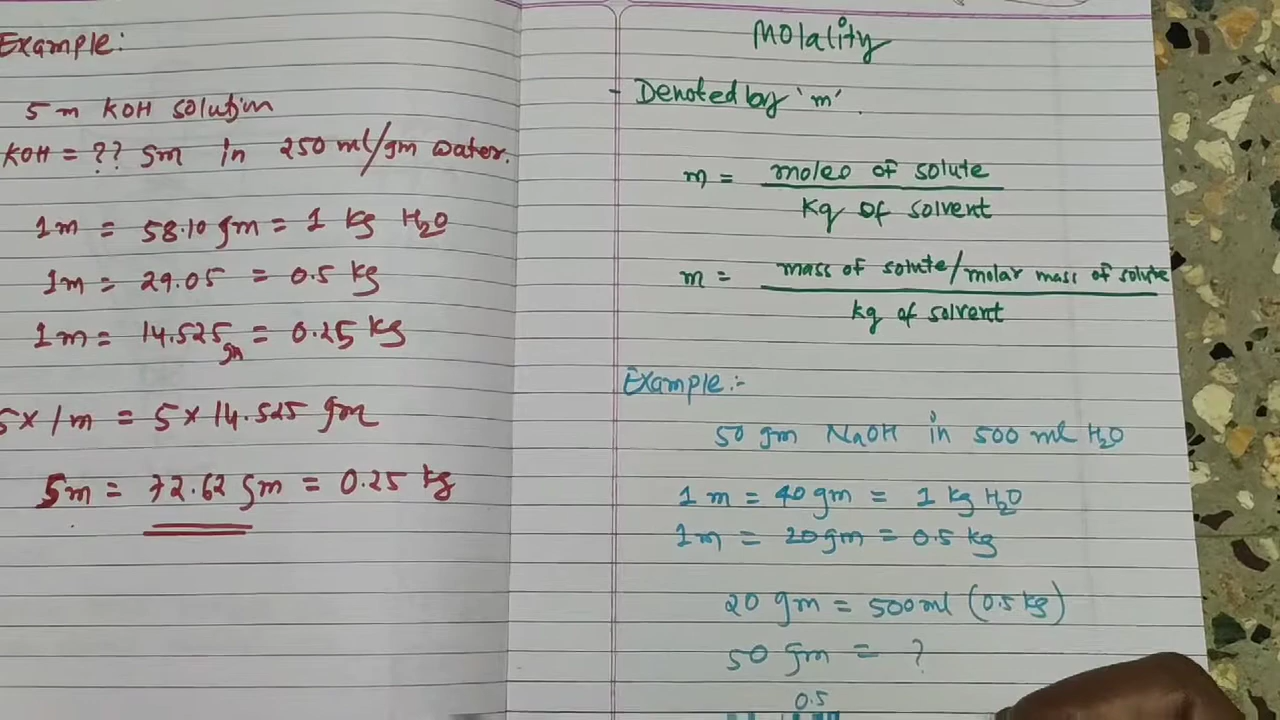 Example:
5 m KOH solution
KOH = ?? gm in 250 ml/gm water.
1m = 58.10 gm = 1 kg H2O
1m = 29.05 = 0.5 kg
1m = 14.525 gm = 0.25 kg
5 x 1m = 5 x 14.525 gm
5m = 72.62 gm = 0.25 kg
Molality
- Denoted by 'm'.
m = moles of solute
kg of solvent
m = mass of solute/molar mass of solute
kg of solvent
Example:-
50 gm NaOH in 500 ml H2O
1 m = 40 gm = 1 kg H2O
1m = 20 gm = 0.5 kg
20 gm = 500 ml (0.5 kg)
50 gm = ?
0.5